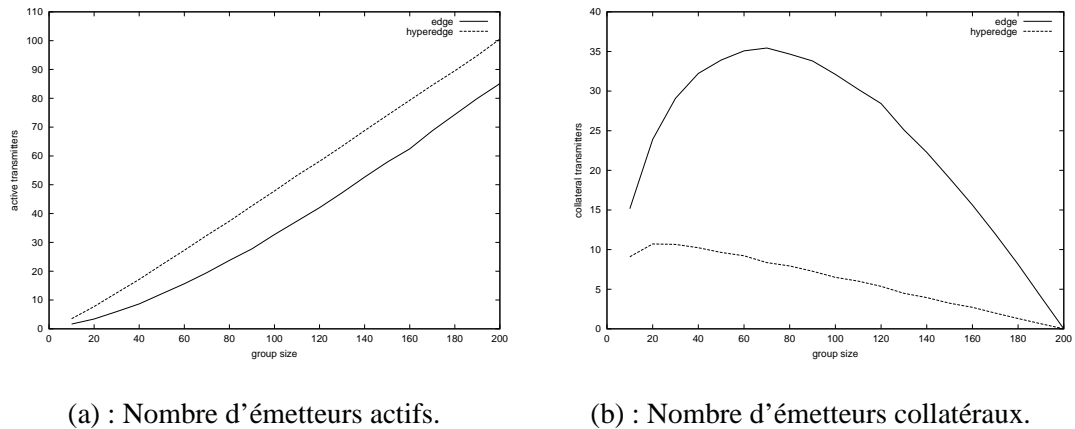 110
100
90
80
70
60
50
40
30
20
10
0
active transmitters
edge
hyperedge
0 20 40 60 80 100 120 140 160 180 200
group size
40
35
30
25
20
15
10
5
0
collateral transmitters
edge
hyperedge
0 20 40 60 80 100 120 140 160 180 200
group size
(a) : Nombre d'émetteurs actifs.
(b) : Nombre d'émetteurs collatéraux.